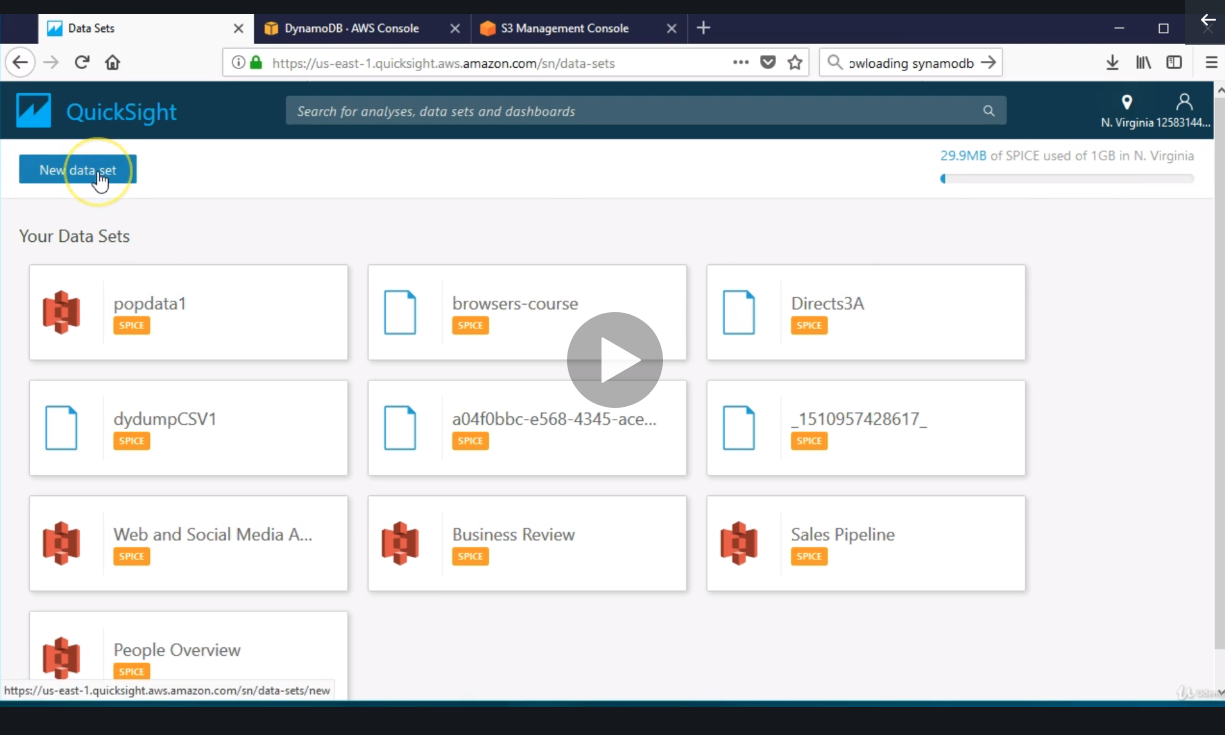 Data Sets
DynamoDB · AWS Console
S3 Management Console
https://us-east-1.quicksight.aws.amazon.com/sn/data-sets
owloading synamodb
QuickSight
Search for analyses, data sets and dashboards
N. Virginia 12583144...
New data set
29.9MB of SPICE used of 1GB in N. Virginia
Your Data Sets
popdata1
SPICE
browsers-course
SPICE
Directs3A
SPICE
dydumpCSV1
SPICE
a04f0bbc-e568-4345-ace...
SPICE
_1510957428617_
SPICE
Web and Social Media A...
SPICE
Business Review
SPICE
Sales Pipeline
SPICE
People Overview
SPICE
https://us-east-1.quicksight.aws.amazon.com/sn/data-sets/new